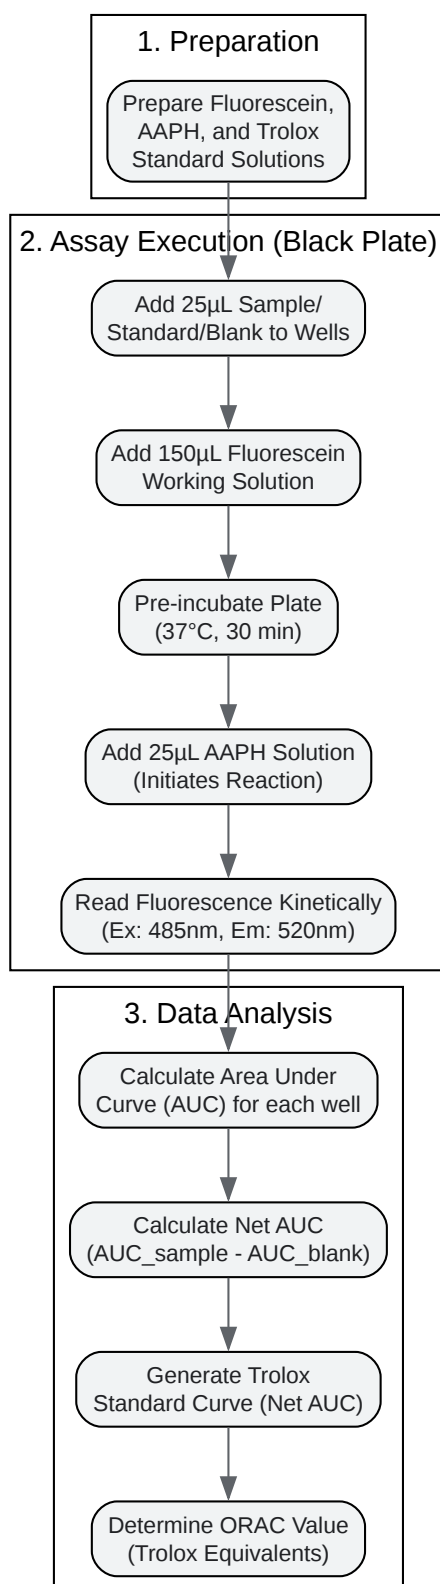 1. Preparation
Prepare Fluorescein,
AAPH, and Trolox
Standard Solutions
2. Assay Execution (Black Plate)
Add 25µL Sample/
Standard/Blank to Wells
Add 150µL Fluorescein
Working Solution
Pre-incubate Plate
(37°C, 30 min)
Add 25µL AAPH Solution
(Initiates Reaction)
Read Fluorescence Kinetically
(Ex: 485nm, Em: 520nm)
3. Data Analysis
Calculate Area Under
Curve (AUC) for each well
Calculate Net AUC
(AUC_sample - AUC_blank)
Generate Trolox
Standard Curve (Net AUC)
Determine ORAC Value
(Trolox Equivalents)